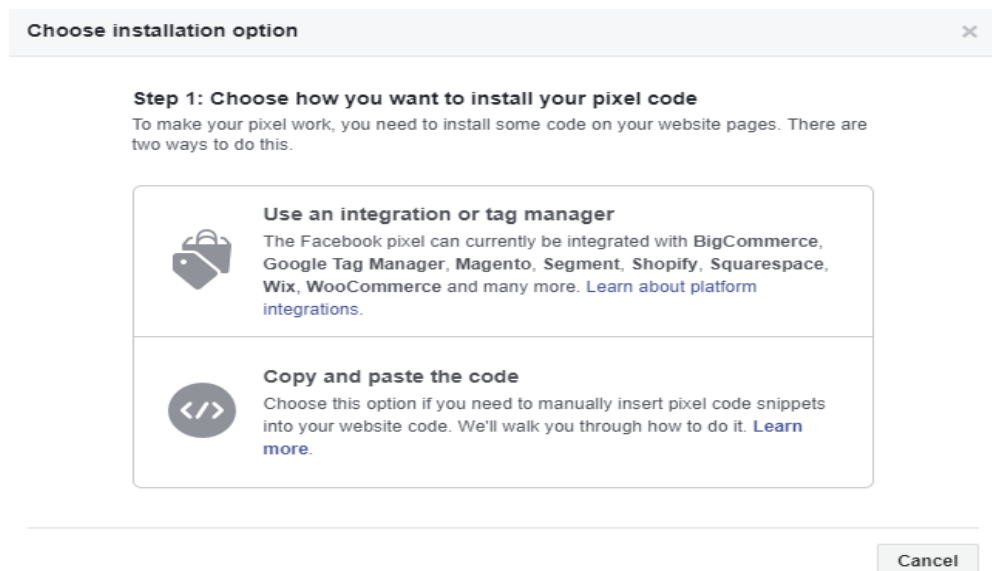 Choose installation option
Step 1: Choose how you want to install your pixel code
To make your pixel work, you need to install some code on your website pages. There are
two ways to do this.
Use an integration or tag manager
The Facebook pixel can currently be integrated with BigCommerce,
Google Tag Manager, Magento, Segment, Shopify, Squarespace,
Wix, WooCommerce and many more. Learn about platform
integrations.
Copy and paste the code
Choose this option if you need to manually insert pixel code snippets
into your website code. We'll walk you through how to do it. Learn
more.
Cancel